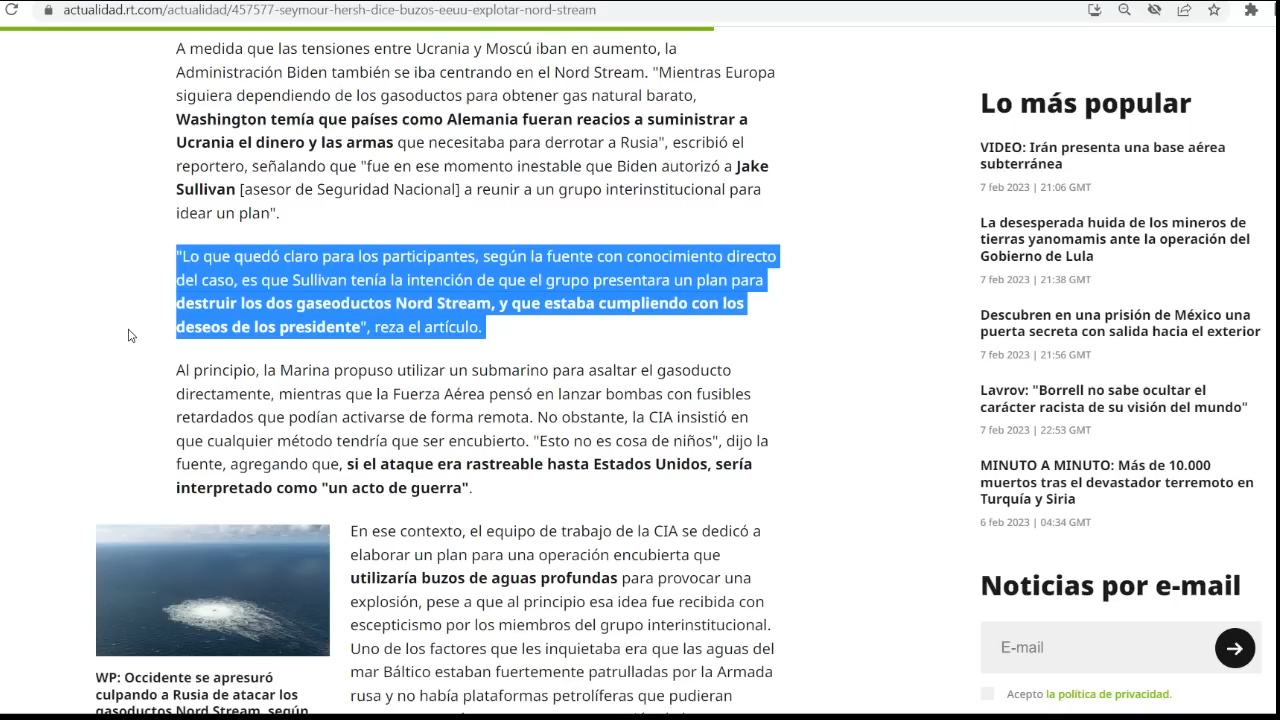 actualidad.rt.com/actualidad/457577-seymour-hersh-dice-buzos-eeuu-explotar-nord-stream
A medida que las tensiones entre Ucrania y Moscú iban en aumento, la
Administración Biden también se iba centrando en el Nord Stream. "Mientras Europa
siguiera dependiendo de los gasoductos para obtener gas natural barato,
Washington temía que países como Alemania fueran reacios a suministrar a
Ucrania el dinero y las armas que necesitaba para derrotar a Rusia", escribió el
reportero, señalando que "fue en ese momento inestable que Biden autorizó a Jake
Sullivan [asesor de Seguridad Nacional] a reunir a un grupo interinstitucional para
idear un plan".
"Lo que quedó claro para los participantes, según la fuente con conocimiento directo
del caso, es que Sullivan tenía la intención de que el grupo presentara un plan para
destruir los dos gaseoductos Nord Stream, y que estaba cumpliendo con los
deseos de los presidente", reza el artículo.
Al principio, la Marina propuso utilizar un submarino para asaltar el gasoducto
directamente, mientras que la Fuerza Aérea pensó en lanzar bombas con fusibles
retardados que podían activarse de forma remota. No obstante, la CIA insistió en
que cualquier método tendría que ser encubierto. "Esto no es cosa de niños", dijo la
fuente, agregando que, si el ataque era rastreable hasta Estados Unidos, sería
interpretado como "un acto de guerra".
En ese contexto, el equipo de trabajo de la CIA se dedicó a
elaborar un plan para una operación encubierta que
utilizaría buzos de aguas profundas para provocar una
explosión, pese a que al principio esa idea fue recibida con
escepticismo por los miembros del grupo interinstitucional.
Uno de los factores que les inquietaba era que las aguas del
mar Báltico estaban fuertemente patrulladas por la Armada
rusa y no había plataformas petrolíferas que pudieran
WP: Occidente se apresuró
culpando a Rusia de atacar los
gasoductos Nord Stream, según
Lo más popular
VIDEO: Irán presenta una base aérea
subterránea
7 feb 2023 | 21:06 GMT
La desesperada huida de los mineros de
tierras yanomamis ante la operación del
Gobierno de Lula
7 feb 2023 | 21:38 GMT
Descubren en una prisión de México una
puerta secreta con salida hacia el exterior
7 feb 2023 | 21:56 GMT
Lavrov: "Borrell no sabe ocultar el
carácter racista de su visión del mundo"
7 feb 2023 | 22:53 GMT
MINUTO A MINUTO: Más de 10.000
muertos tras el devastador terremoto en
Turquía y Siria
6 feb 2023 | 04:34 GMT
Noticias por e-mail
E-mail
Acepto la política de privacidad.